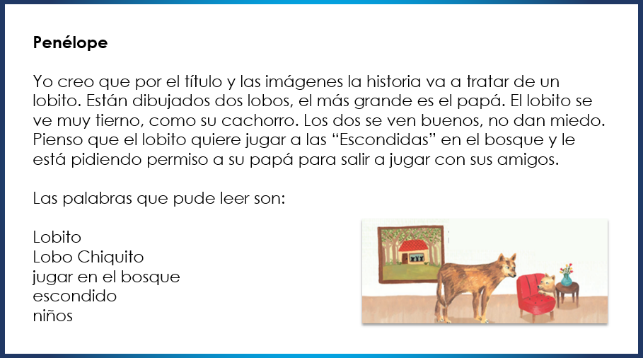 Penélope
Yo creo que por el título y las imágenes la historia va a tratar de un
lobito. Están dibujados dos lobos, el más grande es el papá. El lobito se
ve muy tierno, como su cachorro. Los dos se ven buenos, no dan miedo.
Pienso que el lobito quiere jugar a las “Escondidas” en el bosque y le
está pidiendo permiso a su papá para salir a jugar con sus amigos.
Las palabras que pude leer son:
Lobito
Lobo Chiquito
jugar en el bosque
escondido
niños